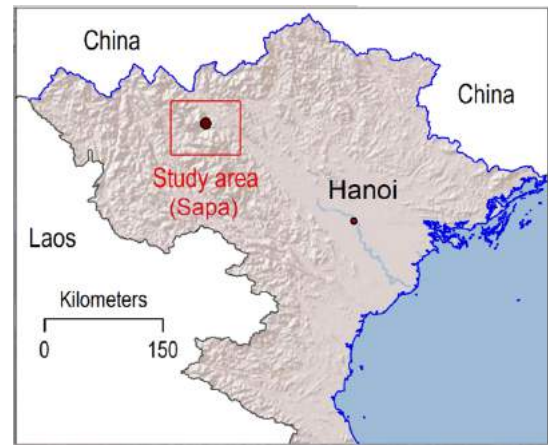 China
China
Study area
(Sapa)
Hanoi
Laos
Kilometers
0 150